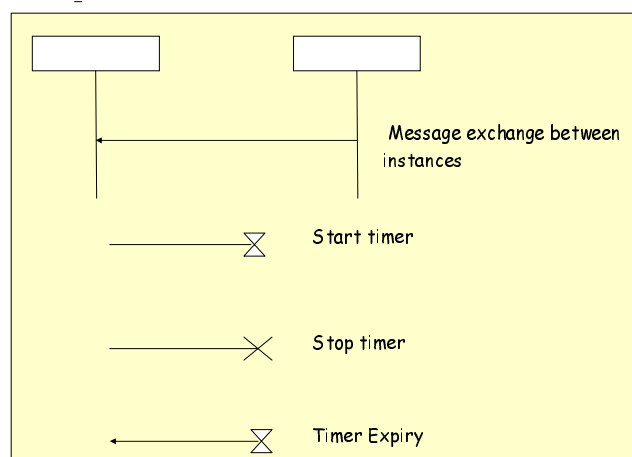 Message exchange between
instances
Start timer
Stop timer
Timer Expiry